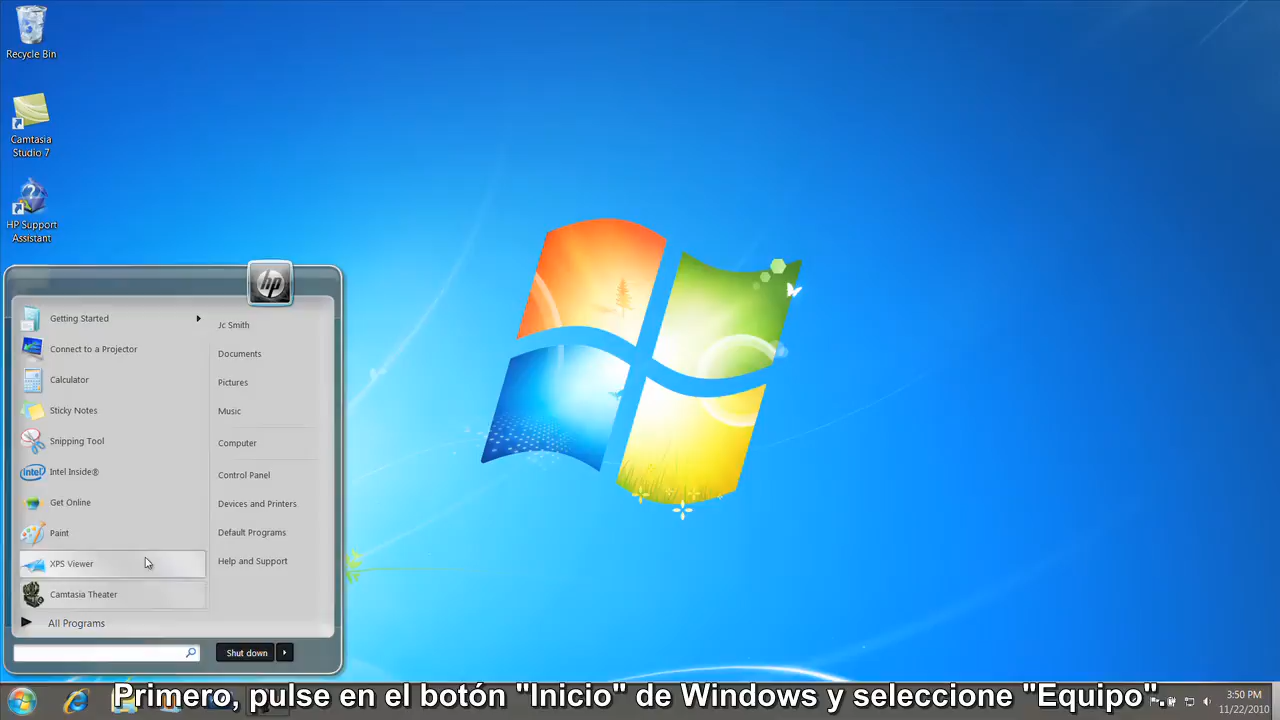 Recycle Bin
Camtasia
Studio 7
HP Support
Assistant
hp
Getting Started
Connect to a Projector
Calculator
Sticky Notes
Snipping Tool
intel
Intel Inside®
Get Online
Paint
XPS Viewer
Camtasia Theater
All Programs
Jc Smith
Documents
Pictures
Music
Computer
Control Panel
Devices and Printers
Default Programs
Help and Support
Shut down
Primero, pulse en el botón "Inicio" de Windows y seleccione "Equipo".
3:50 PM
11/22/2010